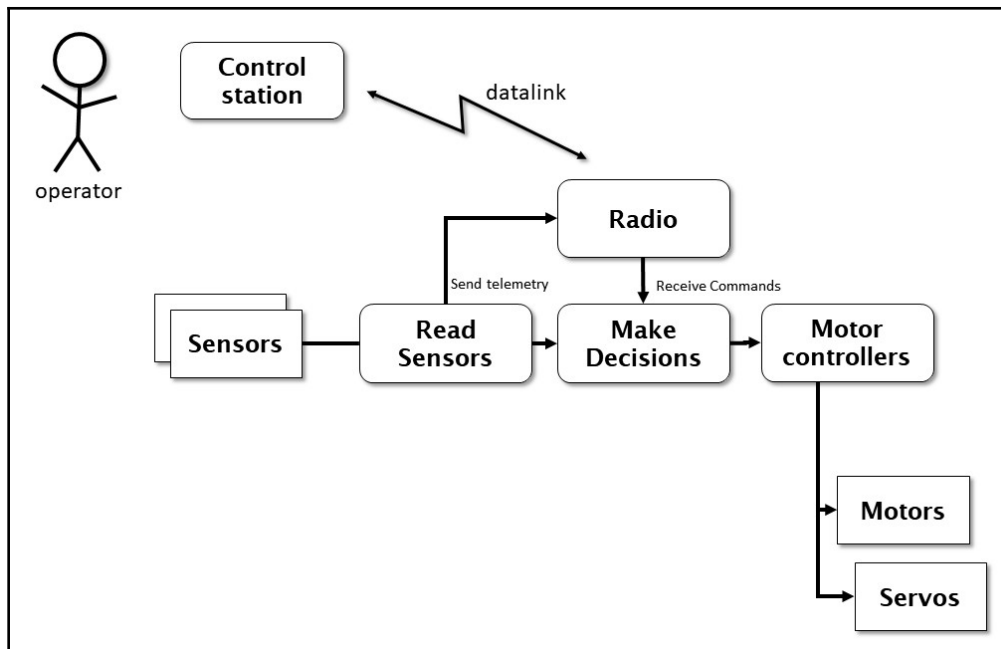 Control
station
datalink
operator
Radio
Send telemetry
Receive Commands
Sensors
Read
Sensors
Make
Decisions
Motor
controllers
Motors
Servos